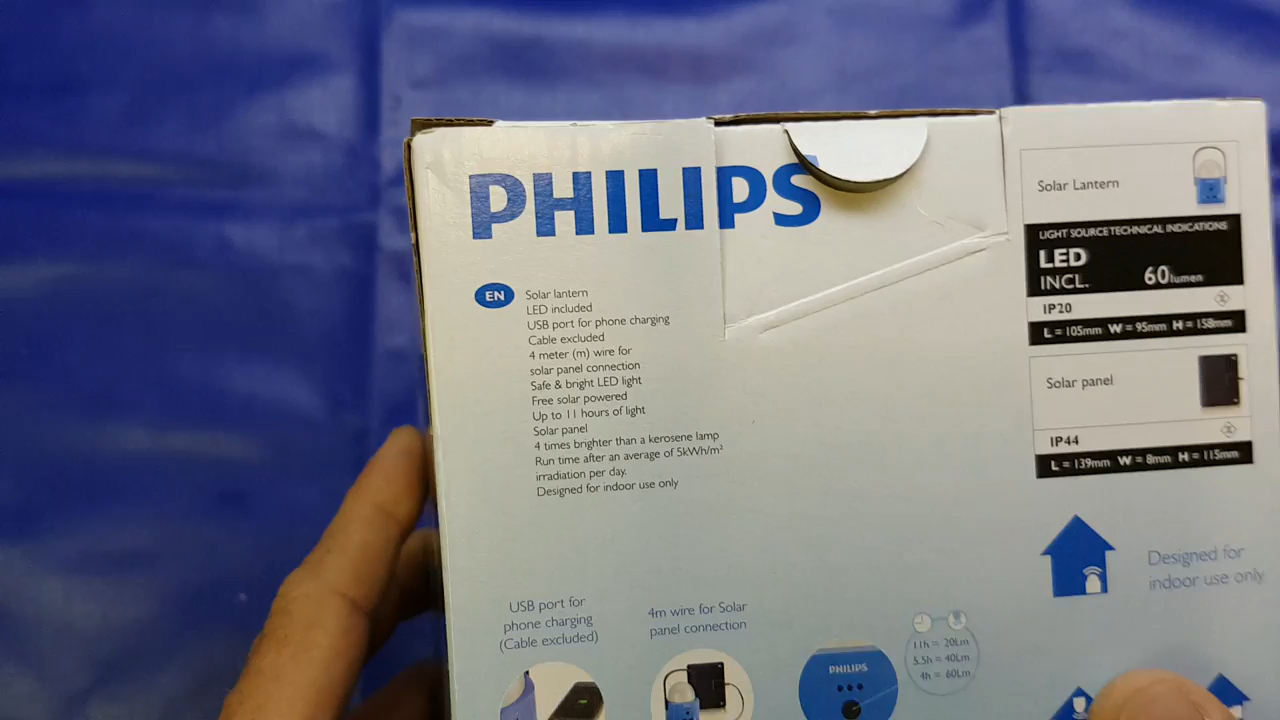 PHILIPS
EN
Solar lantern
LED included
USB port for phone charging
Cable excluded
4 meter (m) wire for
solar panel connection
Safe & bright LED light
Free solar powered
Up to 11 hours of light
Solar panel
4 times brighter than a kerosene lamp
Run time after an average of 5kWh/m²
irradiation per day.
Designed for indoor use only
Solar Lantern
LIGHT SOURCE TECHNICAL INDICATIONS
LED
INCL. 60 lumen
IP20
L = 105mm W = 95mm H = 158mm
Solar panel
IP44
L = 139mm W = 8mm H = 115mm
Designed for
indoor use only
USB port for
phone charging
(Cable excluded)
4m wire for Solar
panel connection
PHILIPS
11h = 20Lm
5.5h = 40Lm
4h = 60Lm